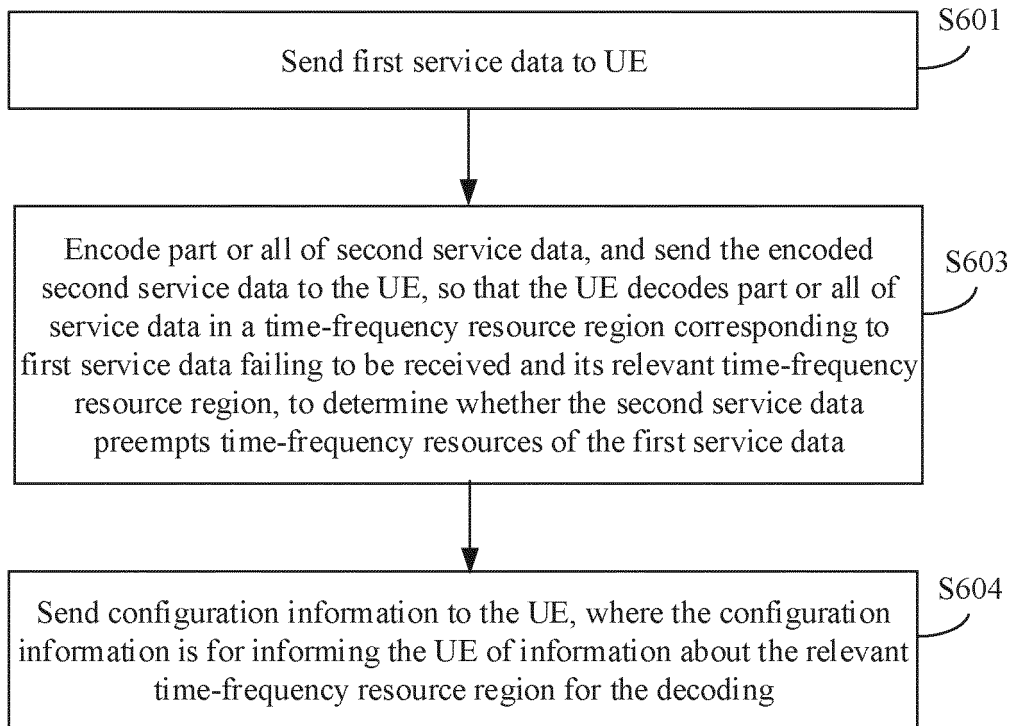 S601
Send first service data to UE
S603
Encode part or all of second service data, and send the encoded
second service data to the UE, so that the UE decodes part or all of
service data in a time-frequency resource region corresponding to
first service data failing to be received and its relevant time-frequency
resource region, to determine whether the second service data
preempts time-frequency resources of the first service data
S604
Send configuration information to the UE, where the configuration
information is for informing the UE of information about the relevant
time-frequency resource region for the decoding